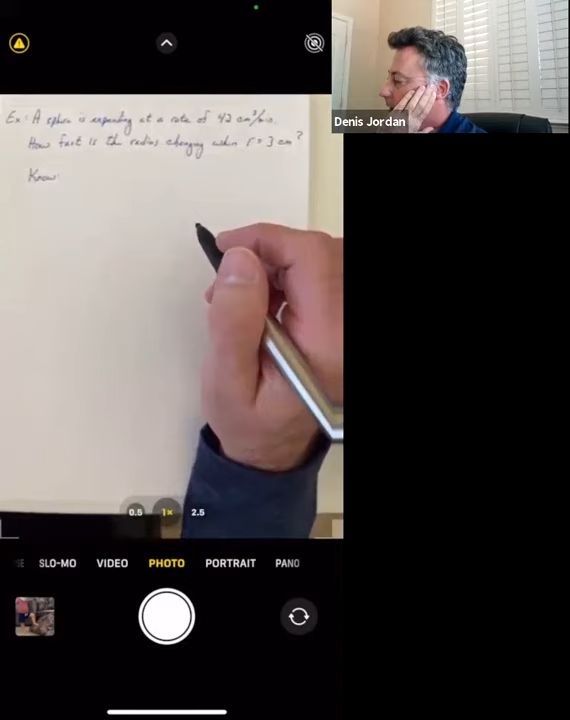 Ex: A sphere is expanding at a rate of 42 cm³/min.
How fast is the radius changing when r = 3 cm?
Know:
Denis Jordan
0.5 1× 2.5
SLO-MO VIDEO PHOTO PORTRAIT PANO